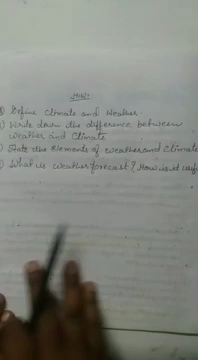 Define Climate and Weather.
Write down the difference between
Weather and Climate
State the Elements of weather and Climate
What is weather forecast? How is it